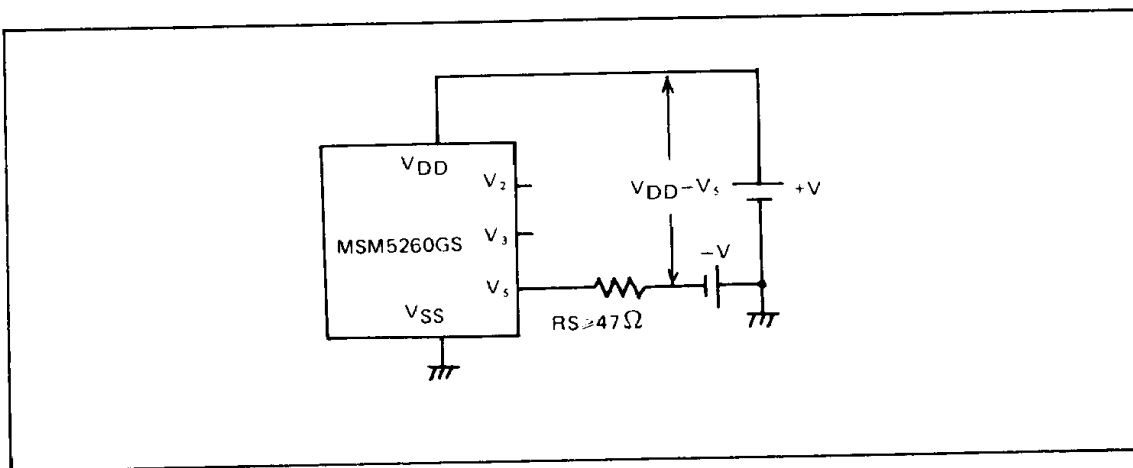 VDD
V2
VDD-V5
+V
MSM5260GS
V3
-V
V5
VSS
RS≥47Ω